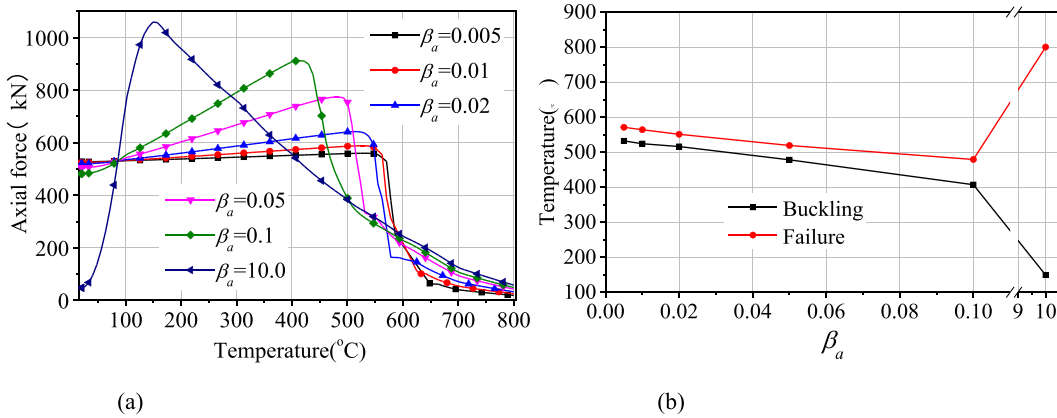 Axial force( kN)
1000
800
600
400
200
0
100 200 300 400 500 600 700 800
Temperature(°C)
βa=0.005
βa=0.01
βa=0.02
βa=0.05
βa=0.1
βa=10.0
(a)
Temperature(
900
800
700
600
500
400
300
200
100
0.00 0.02 0.04 0.06 0.08 0.10 9 10
βa
Buckling
Failure
(b)